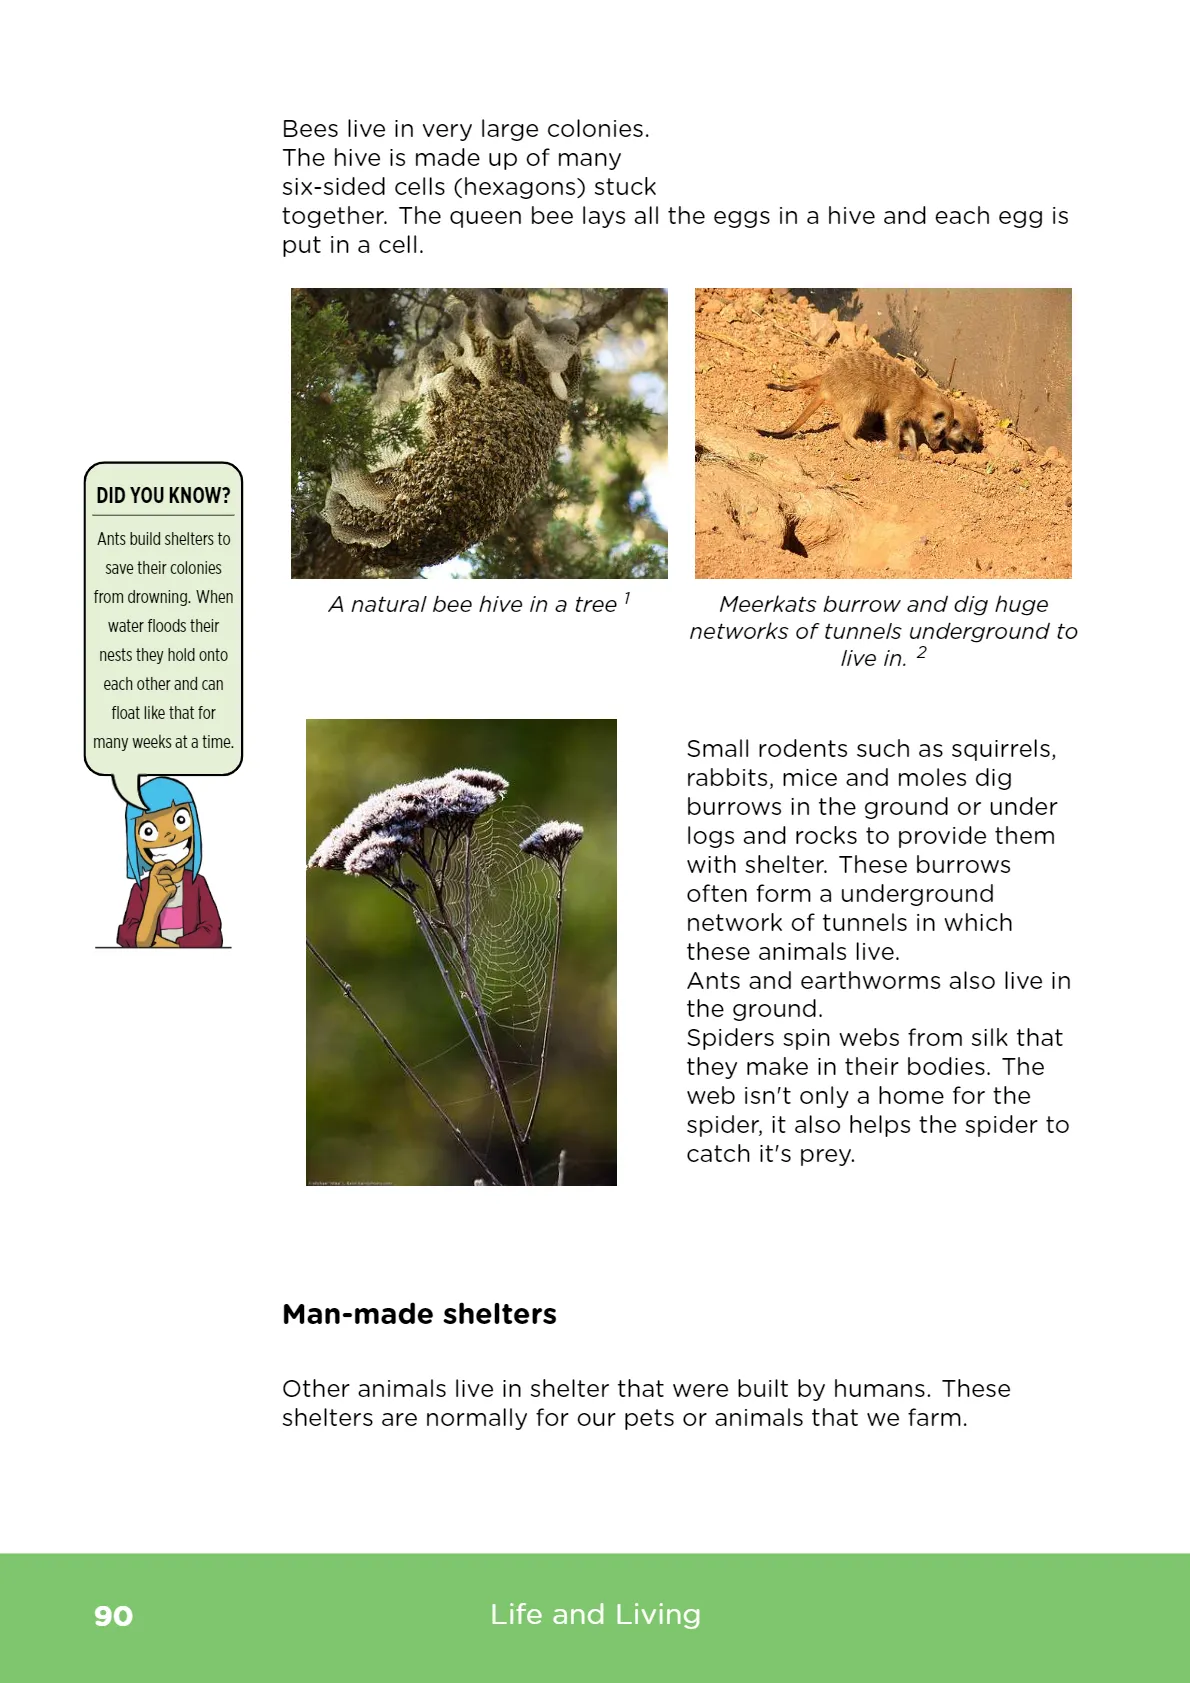 Bees live in very large colonies.
The hive is made up of many
six-sided cells (hexagons) stuck
together. The queen bee lays all the eggs in a hive and each egg is
put in a cell.
A natural bee hive in a tree 1
Meerkats burrow and dig huge
networks of tunnels underground to
live in. 2
DID YOU KNOW?
Ants build shelters to
save their colonies
from drowning. When
water floods their
nests they hold onto
each other and can
float like that for
many weeks at a time.
Small rodents such as squirrels,
rabbits, mice and moles dig
burrows in the ground or under
logs and rocks to provide them
with shelter. These burrows
often form a underground
network of tunnels in which
these animals live.
Ants and earthworms also live in
the ground.
Spiders spin webs from silk that
they make in their bodies. The
web isn't only a home for the
spider, it also helps the spider to
catch it's prey.
Man-made shelters
Other animals live in shelter that were built by humans. These
shelters are normally for our pets or animals that we farm.
90
Life and Living